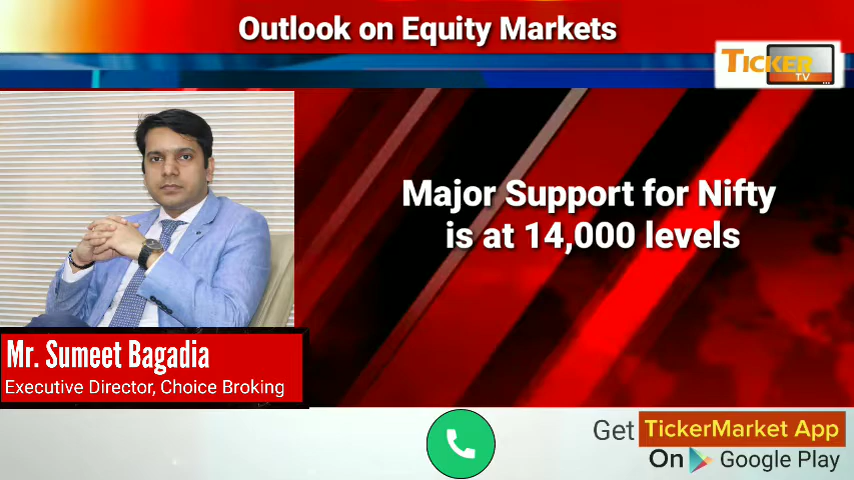 Outlook on Equity Markets
TICKER
TV
Major Support for Nifty
is at 14,000 levels
Mr. Sumeet Bagadia
Executive Director, Choice Broking
Get TickerMarket App
On Google Play